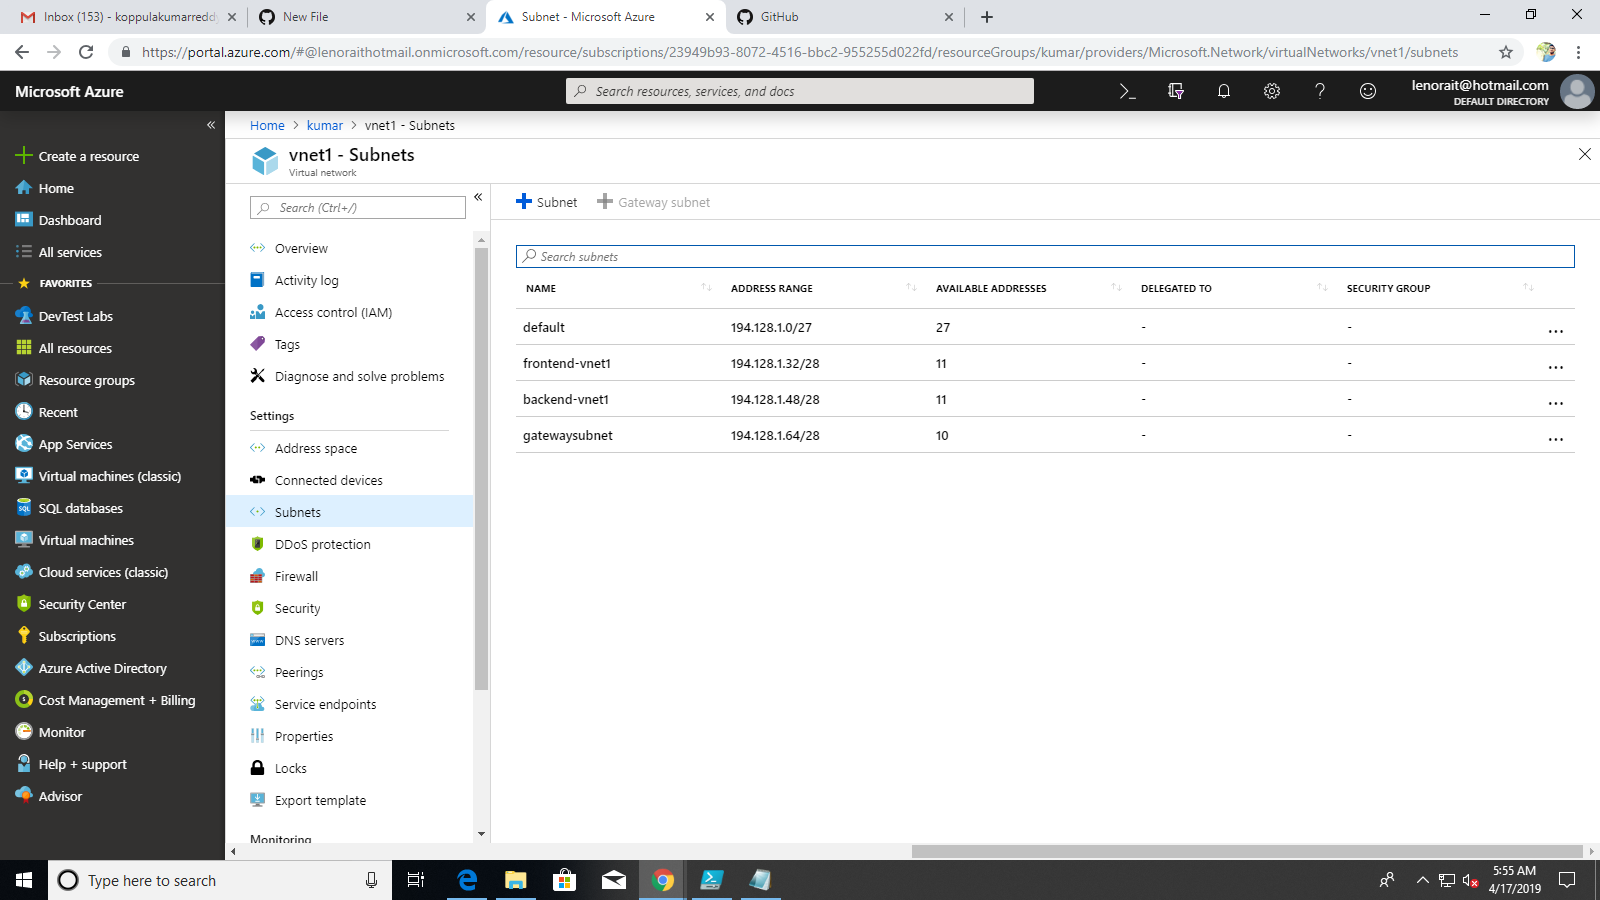 Inbox (153) - koppulakumarreddy
New File
Subnet - Microsoft Azure
GitHub
https://portal.azure.com/#@lenoraithotmail.onmicrosoft.com/resource/subscriptions/23949b93-8072-4516-bbc2-955255d022fd/resourceGroups/kumar/providers/Microsoft.Network/virtualNetworks/vnet1/subnets
Microsoft Azure
Search resources, services, and docs
lenorait@hotmail.com
DEFAULT DIRECTORY
Create a resource
Home
Dashboard
All services
FAVORITES
DevTest Labs
All resources
Resource groups
Recent
App Services
Virtual machines (classic)
SQL databases
Virtual machines
Cloud services (classic)
Security Center
Subscriptions
Azure Active Directory
Cost Management + Billing
Monitor
Help + support
Advisor
Home > kumar > vnet1 - Subnets
vnet1 - Subnets
Virtual network
Search (Ctrl+/)
Overview
Activity log
Access control (IAM)
Tags
Diagnose and solve problems
Settings
Address space
Connected devices
Subnets
DDoS protection
Firewall
Security
DNS servers
Peerings
Service endpoints
Properties
Locks
Export template
Monitoring
Subnet Gateway subnet
Search subnets
NAME ADDRESS RANGE AVAILABLE ADDRESSES DELEGATED TO SECURITY GROUP
default 194.128.1.0/27 27 - - ...
frontend-vnet1 194.128.1.32/28 11 - - ...
backend-vnet1 194.128.1.48/28 11 - - ...
gatewaysubnet 194.128.1.64/28 10 - - ...
Type here to search
5:55 AM
4/17/2019